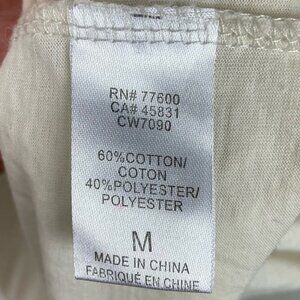 RN# 77600
CA# 45831
CW7090
60%COTTON/
COTON
40%POLYESTER/
POLYESTER
M
MADE IN CHINA
FABRIQUÉ EN CHINE